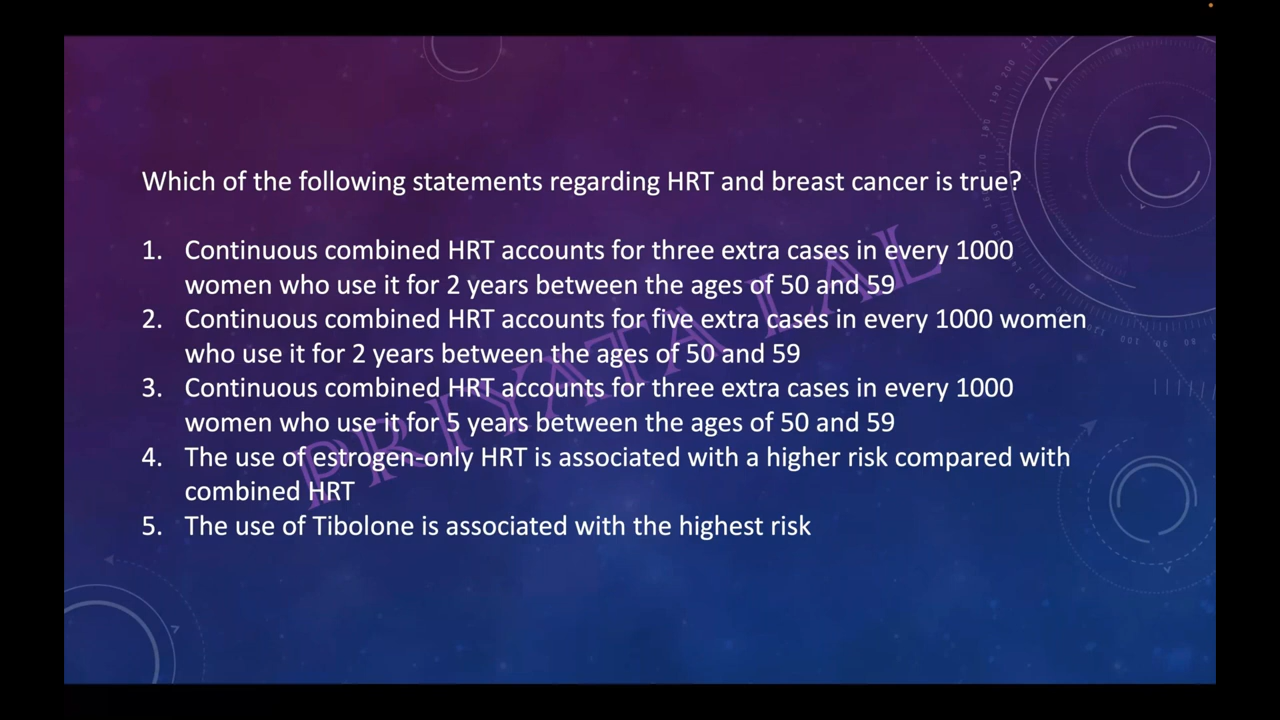 Which of the following statements regarding HRT and breast cancer is true?
1. Continuous combined HRT accounts for three extra cases in every 1000
women who use it for 2 years between the ages of 50 and 59
2. Continuous combined HRT accounts for five extra cases in every 1000 women
who use it for 2 years between the ages of 50 and 59
3. Continuous combined HRT accounts for three extra cases in every 1000
women who use it for 5 years between the ages of 50 and 59
4. The use of estrogen-only HRT is associated with a higher risk compared with
combined HRT
5. The use of Tibolone is associated with the highest risk
PRIYATA LAL